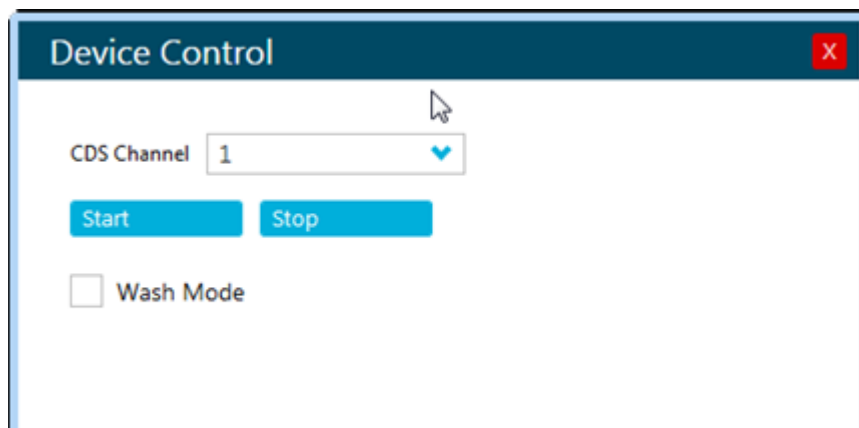 Device Control X
CDS Channel 1
Start Stop
Wash Mode